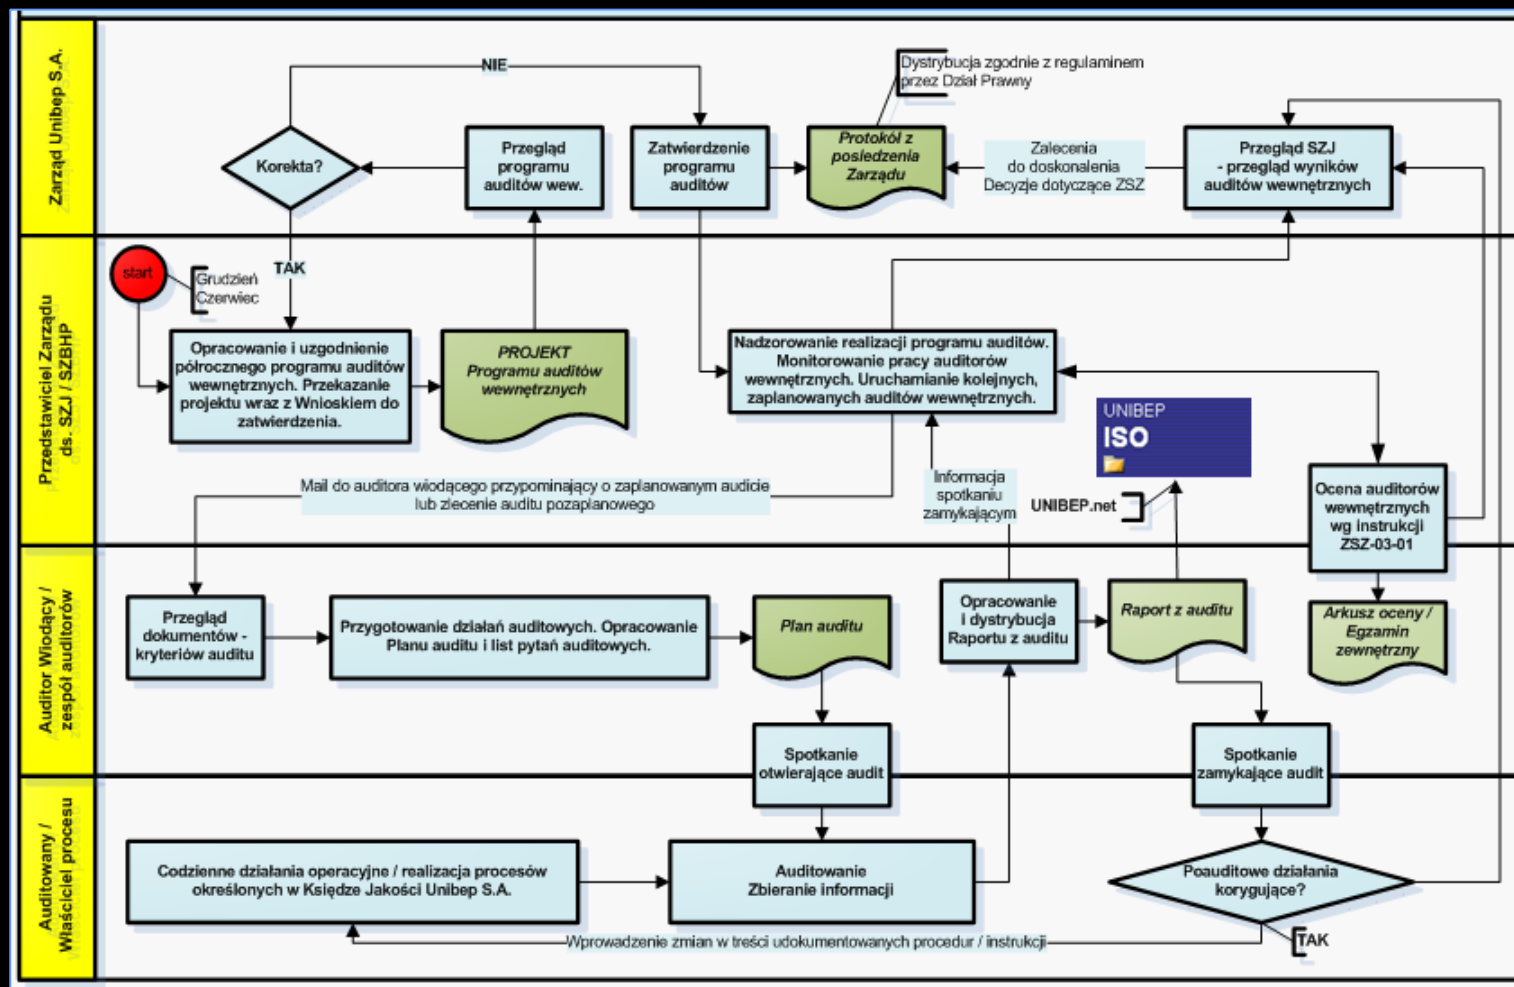 Zarząd Unibep S.A.
NIE
Korekta?
Przegląd
programu
auditów wew.
Zatwierdzenie
programu
auditów
Protokół z
posiedzenia
Zarządu
Dystrybucja zgodnie z regulaminem
przez Dział Prawny
Zalecenia
do doskonalenia
Decyzje dotyczące ZSZ
Przegląd SZJ
- przegląd wyników
auditów wewnętrznych
Przedstawiciel Zarządu
ds. SZJ / SZBHP
start
Grudzień
Czerwiec
TAK
Opracowanie i uzgodnienie
półrocznego programu auditów
wewnętrznych. Przekazanie
projektu wraz z Wnioskiem do
zatwierdzenia.
PROJEKT
Programu auditów
wewnętrznych
Nadzorowanie realizacji programu auditów.
Monitorowanie pracy auditorów
wewnętrznych. Uruchamianie kolejnych,
zaplanowanych auditów wewnętrznych.
UNIBEP
ISO
UNIBEP.net
Mail do auditora wiodącego przypominający o zaplanowanym audicie
lub zlecenie auditu pozaplanowego
Informacja
spotkaniu
zamykającym
Ocena auditorów
wewnętrznych
wg instrukcji
ZSZ-03-01
Auditor Wiodący /
zespół auditorów
Przegląd
dokumentów -
kryteriów auditu
Przygotowanie działań auditowych. Opracowanie
Planu auditu i list pytań auditowych.
Plan auditu
Opracowanie
i dystrybucja
Raportu z auditu
Raport z auditu
Arkusz oceny /
Egzamin
zewnętrzny
Spotkanie
otwierające audit
Spotkanie
zamykające audit
Auditowany /
Właściciel procesu
Codzienne działania operacyjne / realizacja procesów
określonych w Księdze Jakości Unibep S.A.
Auditowanie
Zbieranie informacji
Poauditowe działania
korygujące?
Wprowadzenie zmian w treści udokumentowanych procedur / instrukcji
TAK